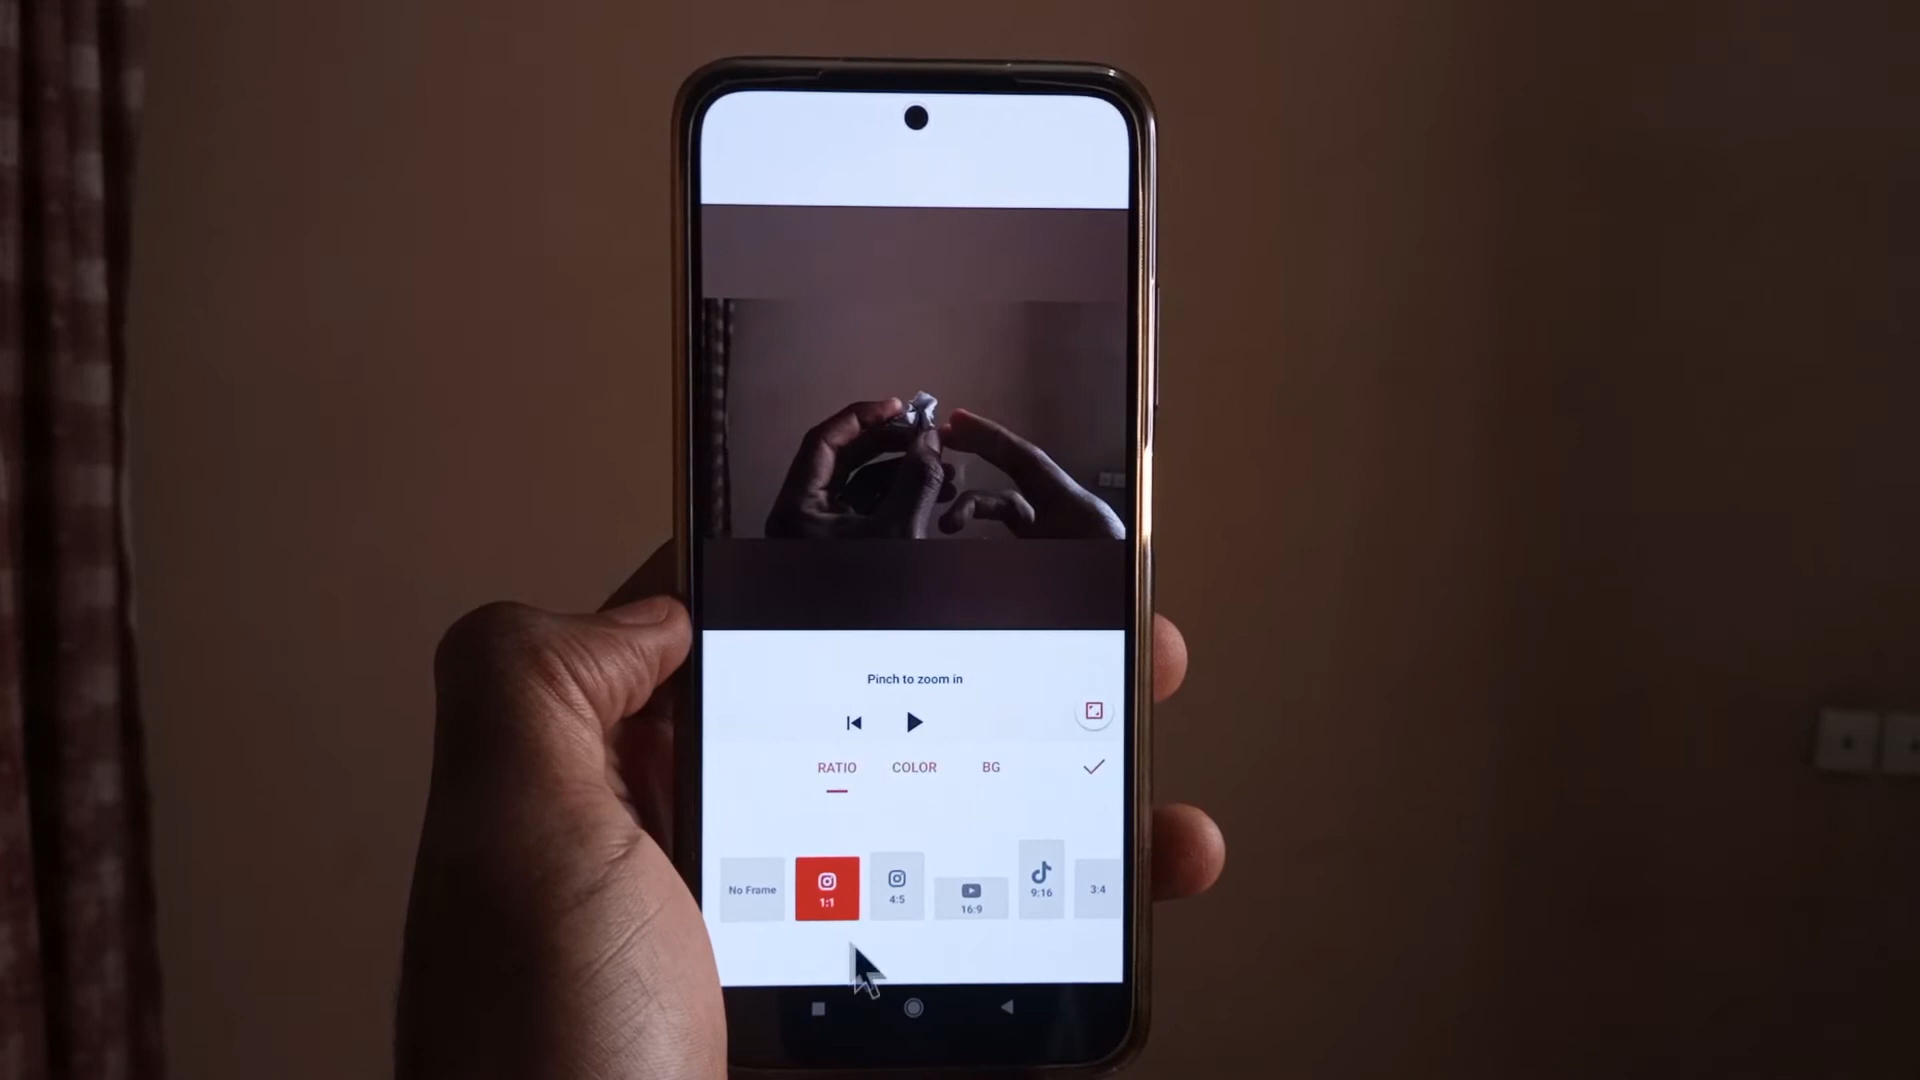 Pinch to zoom in
RATIO COLOR BG
No Frame
1:1
4:5
16:9
9:16
3:4